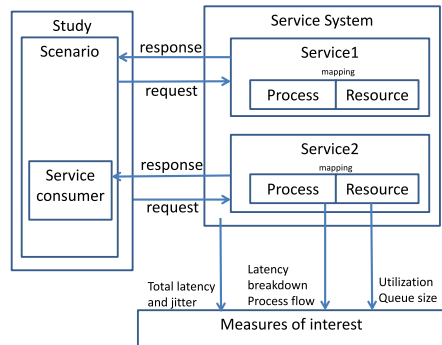 Study
Scenario
Service
consumer
response
request
response
request
Service System
Service1
mapping
Process
Resource
Service2
mapping
Process
Resource
Total latency
and jitter
Latency
breakdown
Process flow
Utilization
Queue size
Measures of interest